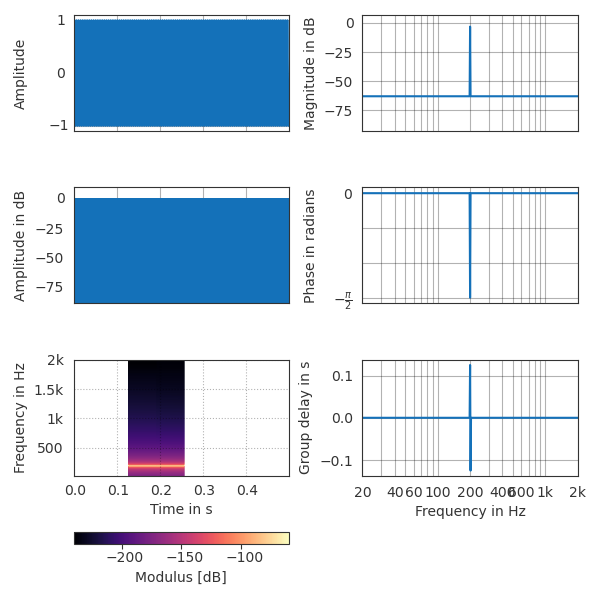 Amplitude
1
0
−1
Magnitude in dB
0
−25
−50
−75
Amplitude in dB
0
−25
−50
−75
Phase in radians
0
−π/2
Frequency in Hz
2k
1.5k
1k
500
0.0 0.1 0.2 0.3 0.4
Time in s
Group delay in s
0.1
0.0
−0.1
20 40 60 100 200 400 600 1k 2k
Frequency in Hz
−200 −150 −100
Modulus [dB]